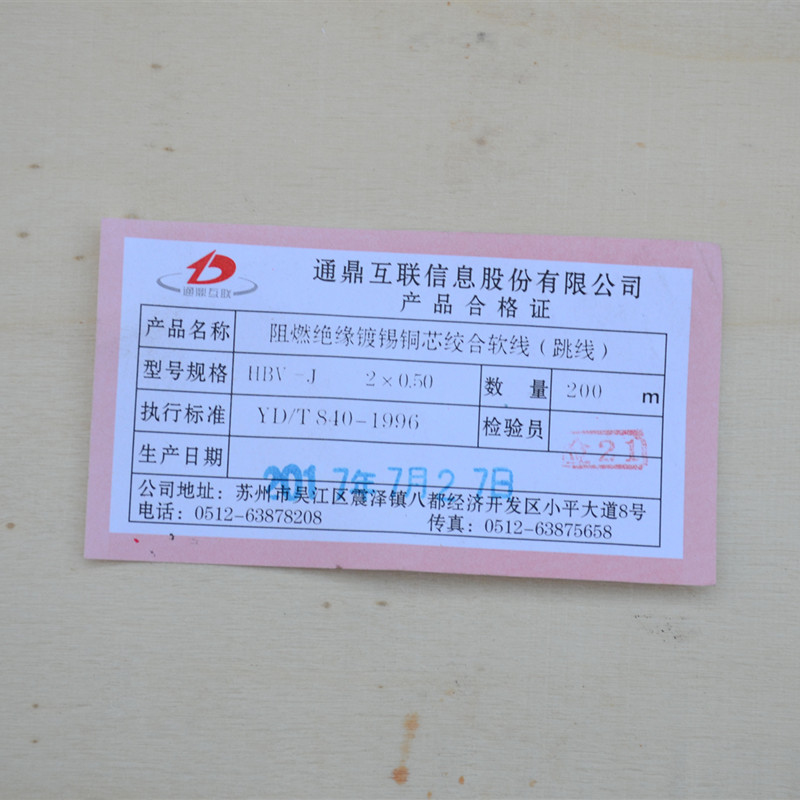 通鼎互联
通鼎互联信息股份有限公司
产品合格证
产品名称 阻燃绝缘镀锡铜芯绞合软线（跳线）
型号规格 HBV-J 2×0.50 数量 200 m
执行标准 YD/T 840-1996 检验员 21
生产日期 2017年7月27日
公司地址：苏州市吴江区震泽镇八都经济开发区小平大道8号
电话：0512-63878208 传真：0512-63875658